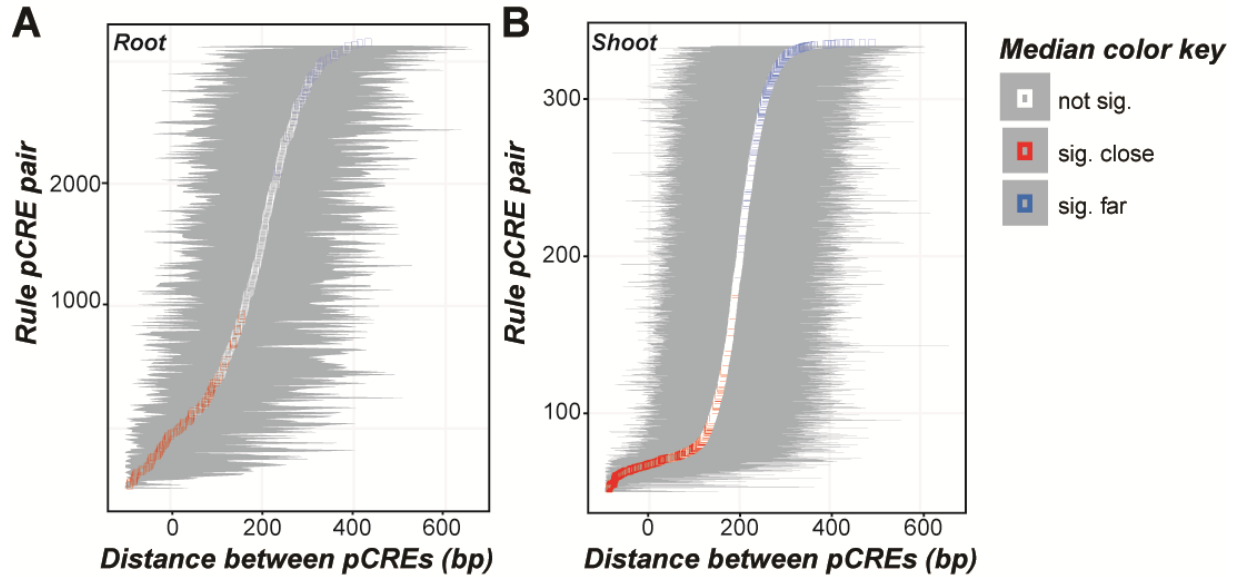 A
Root
Rule pCRE pair
2000
1000
0 200 400 600
Distance between pCREs (bp)
B
Shoot
Rule pCRE pair
300
200
100
0 200 400 600
Distance between pCREs (bp)
Median color key
not sig.
sig. close
sig. far